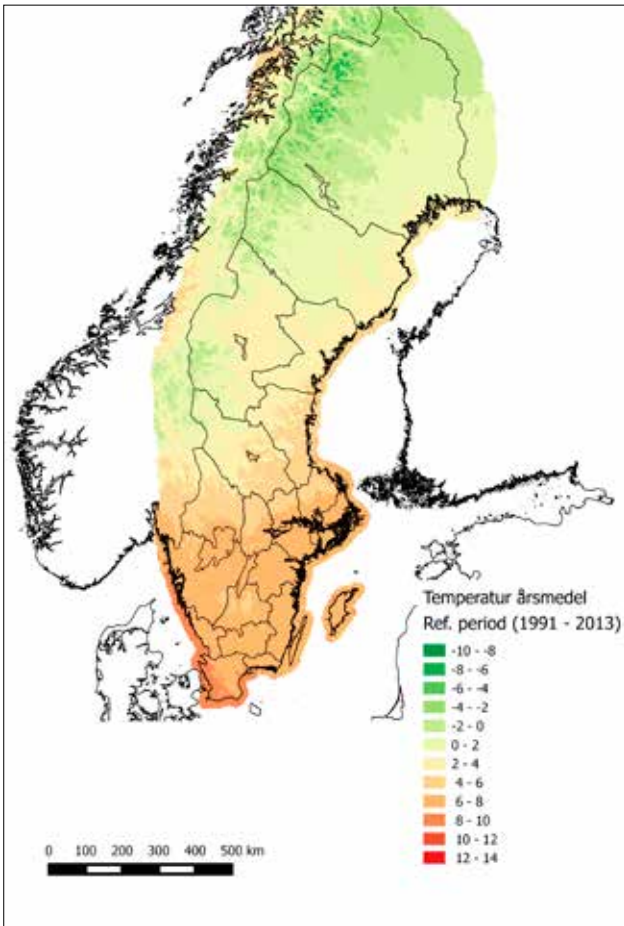 Temperatur årsmedel
Ref. period (1991 - 2013)
-10 - -8
-8 - -6
-6 - -4
-4 - -2
-2 - 0
0 - 2
2 - 4
4 - 6
6 - 8
8 - 10
10 - 12
12 - 14
0 100 200 300 400 500 km